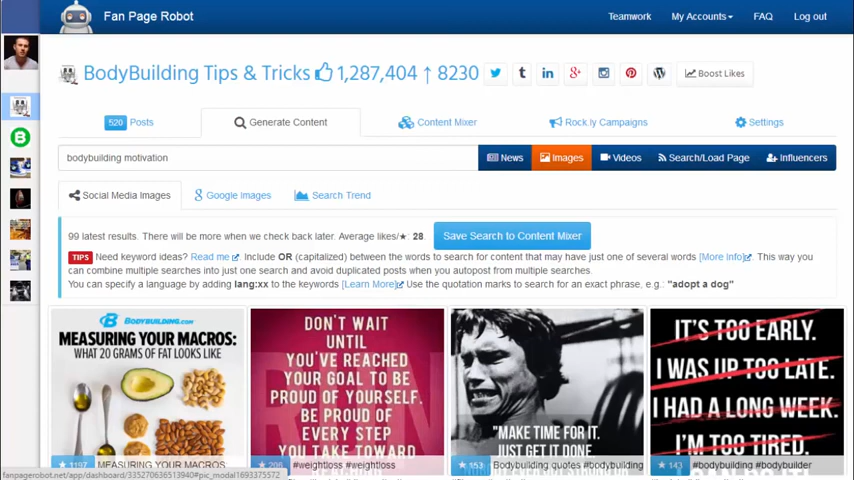 Fan Page Robot
Teamwork My Accounts FAQ Log out
BodyBuilding Tips & Tricks 1,287,404 ↑ 8230
Boost Likes
520 Posts Generate Content Content Mixer Rock.ly Campaigns Settings
bodybuilding motivation News Images Videos Search/Load Page Influencers
Social Media Images Google Images Search Trend
99 latest results. There will be more when we check back later. Average likes/★: 28. Save Search to Content Mixer
TIPS Need keyword ideas? Read me . Include OR (capitalized) between the words to search for content that may have just one of several words [More Info] . This way you
can combine multiple searches into just one search and avoid duplicated posts when you autopost from multiple searches.
You can specify a language by adding lang:xx to the keywords [Learn More] Use the quotation marks to search for an exact phrase, e.g.: "adopt a dog"
BODYBUILDING.COM
MEASURING YOUR MACROS:
WHAT 20 GRAMS OF FAT LOOKS LIKE
★ 1197 MEASURING YOUR MACROS
DON'T WAIT
UNTIL
YOU'VE REACHED
YOUR GOAL TO BE
PROUD OF YOURSELF.
BE PROUD OF
EVERY STEP
YOU TAKE TOWARD
#weightloss #weightloss
"MAKE TIME FOR IT.
JUST GET IT DONE.
★ 153 Bodybuilding quotes #bodybuilding
IT'S TOO EARLY.
I WAS UP TOO LATE.
I HAD A LONG WEEK.
I'M TOO TIRED.
★ 143 #bodybuilding #bodybuilder
fanpagerobot.net/app/dashboard/335270636513940#pic_modal1693375572